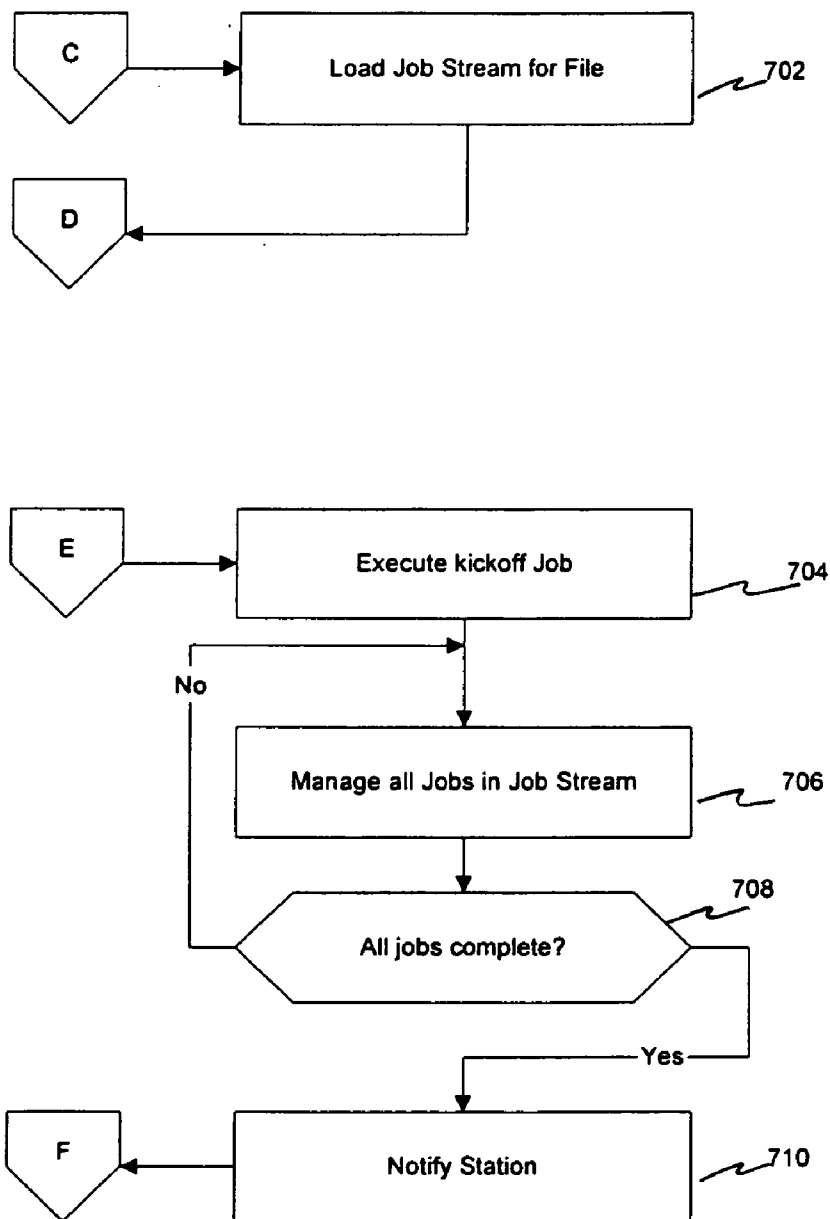 C
Load Job Stream for File
702
D
E
Execute kickoff Job
704
No
Manage all Jobs in Job Stream
706
708
All jobs complete?
Yes
F
Notify Station
710